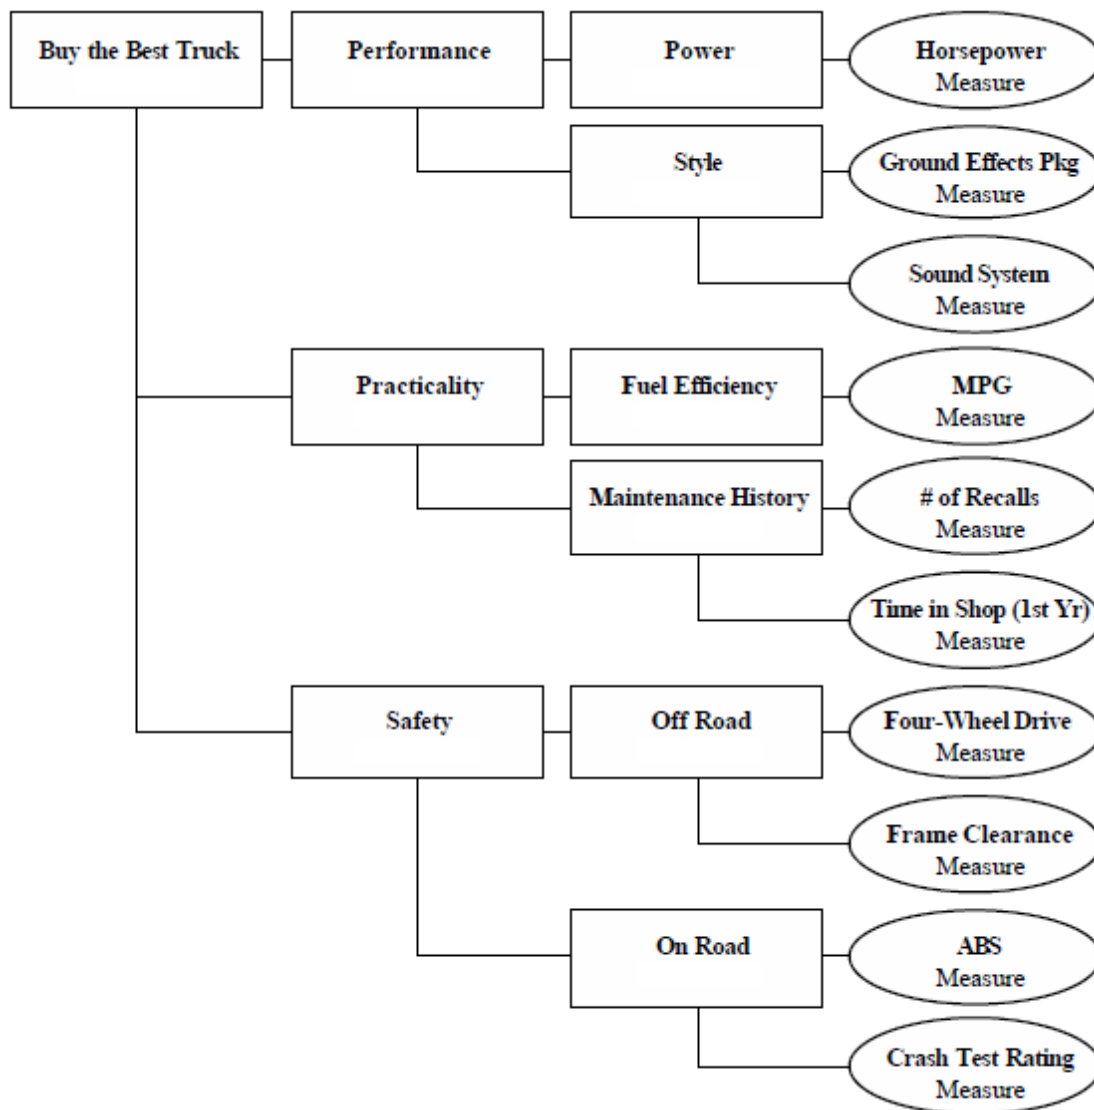 Buy the Best Truck
Performance
Power
Horsepower
Measure
Style
Ground Effects Pkg
Measure
Sound System
Measure
Practicality
Fuel Efficiency
MPG
Measure
Maintenance History
# of Recalls
Measure
Time in Shop (1st Yr)
Measure
Safety
Off Road
Four-Wheel Drive
Measure
Frame Clearance
Measure
On Road
ABS
Measure
Crash Test Rating
Measure